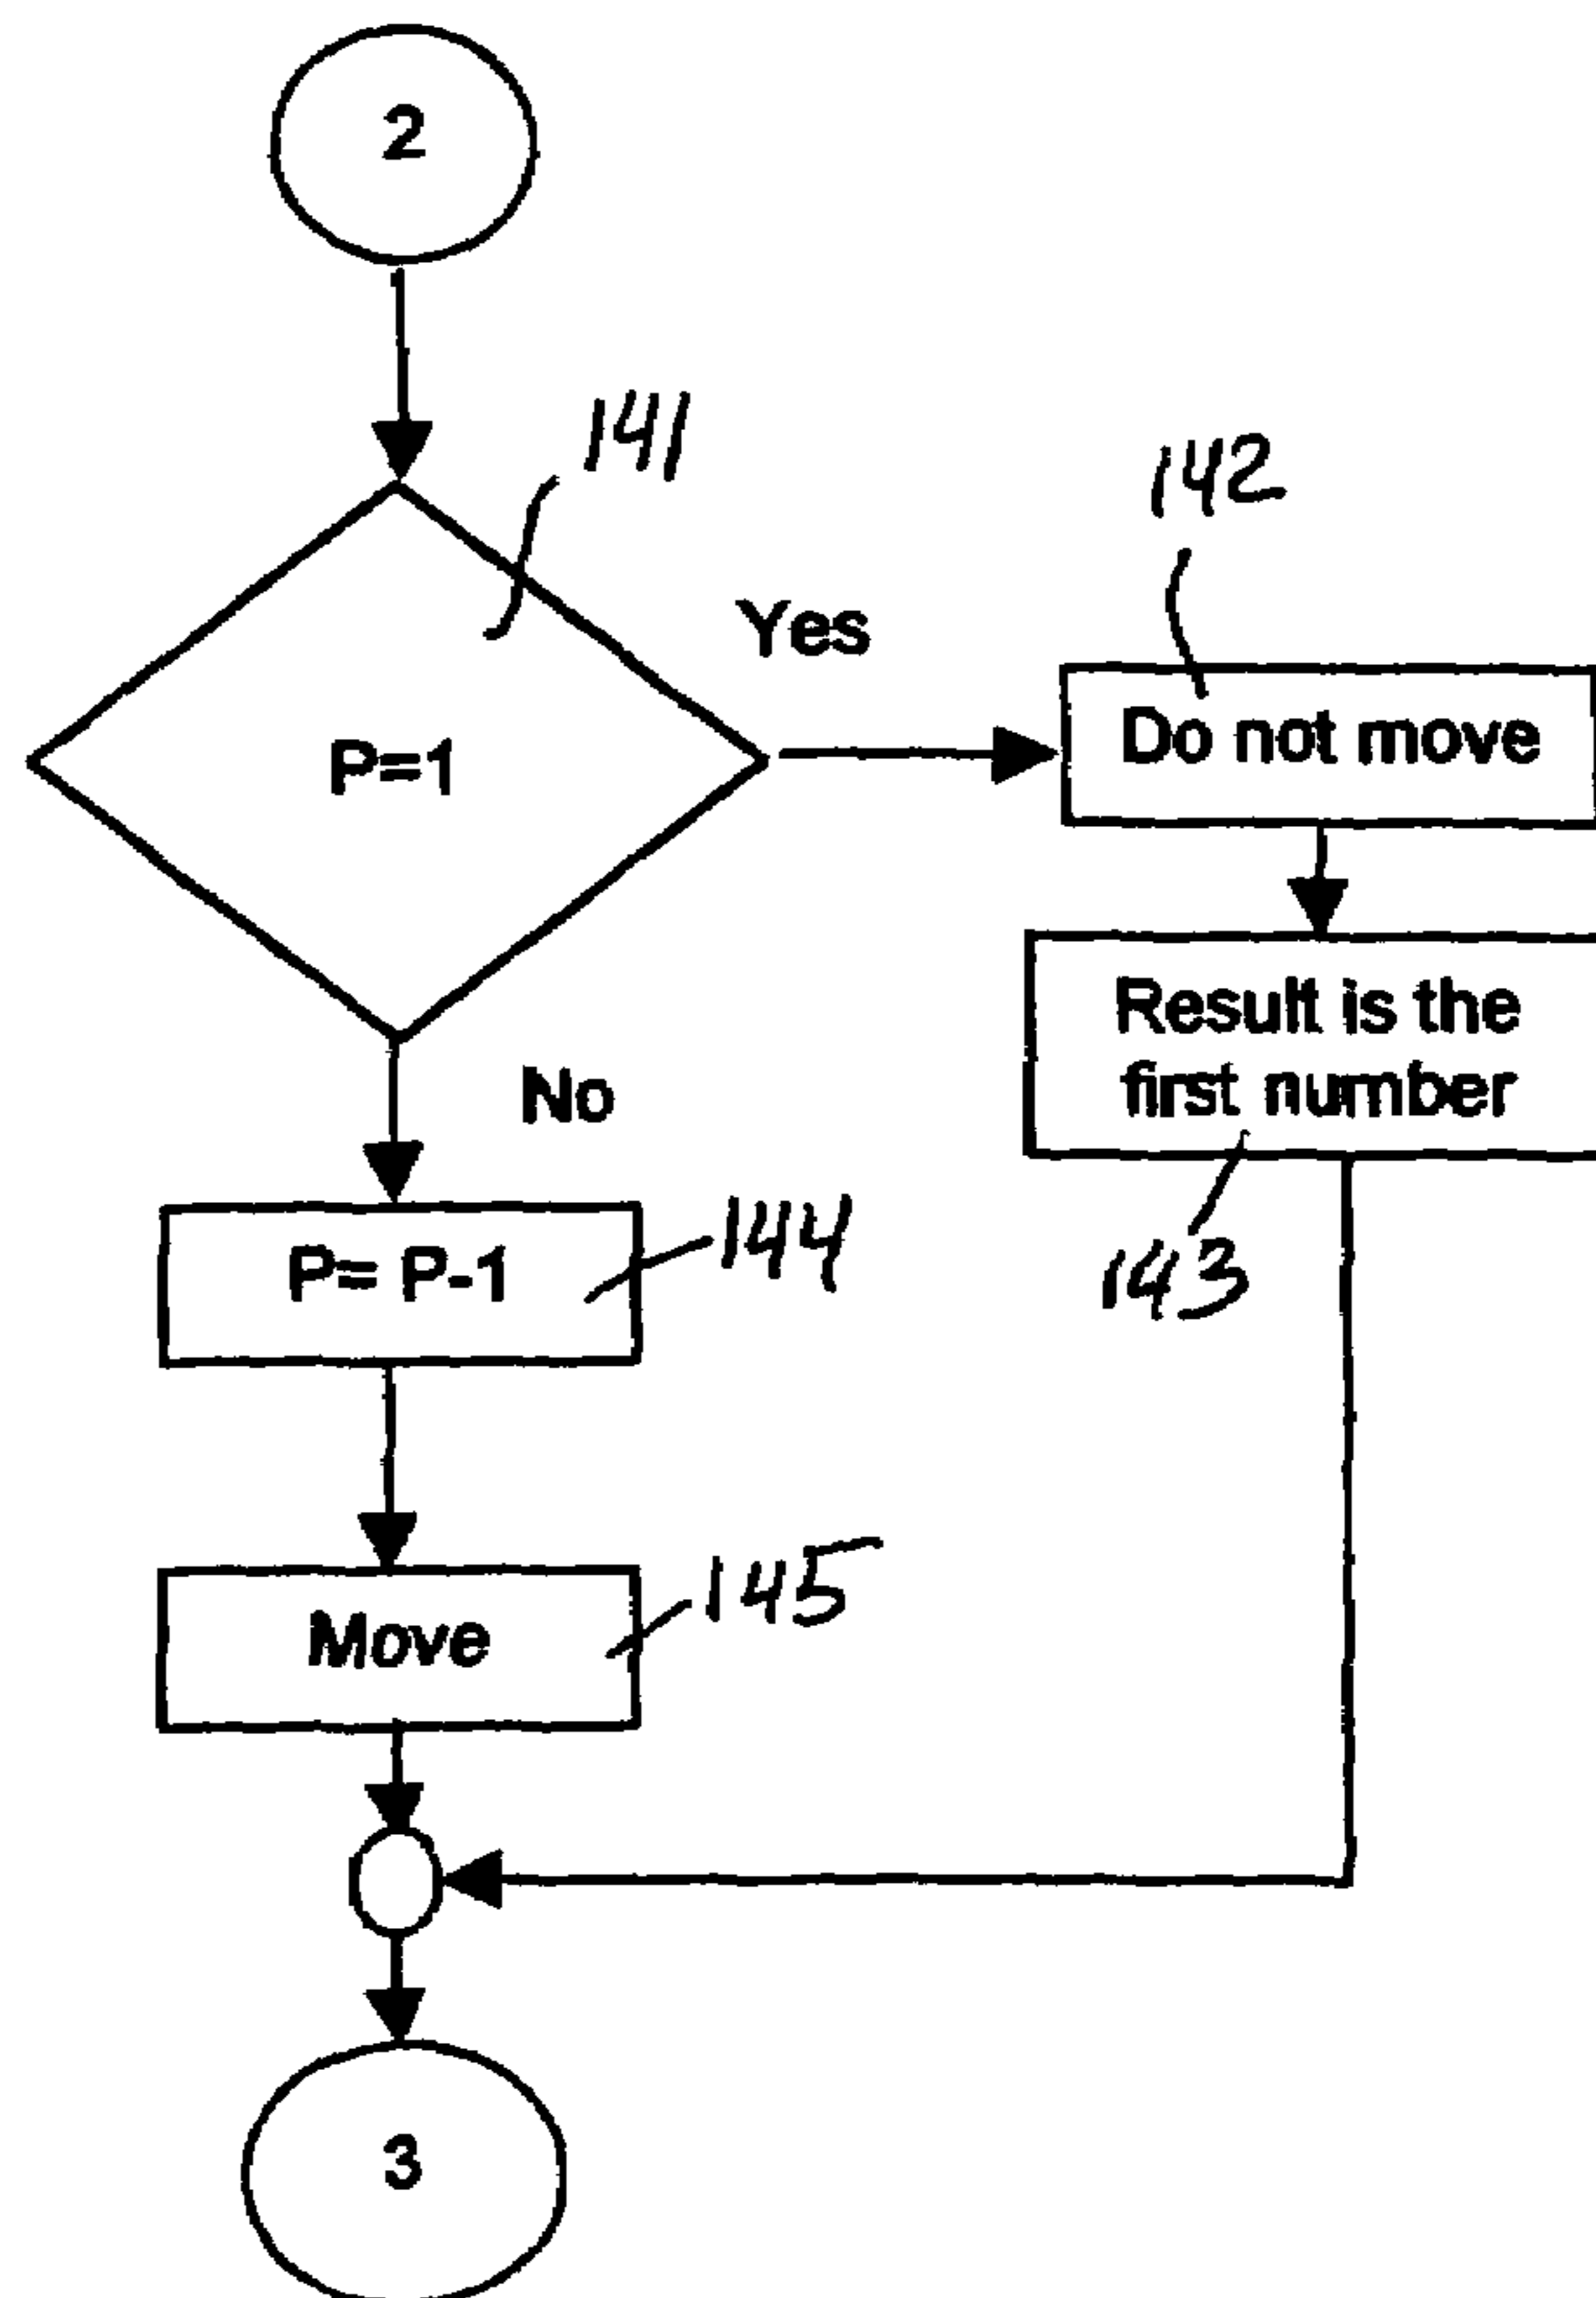 2
141
142
Yes
Do not move
P=1
Result is the
first number
No
144
P= P-1
143
145
Move
3